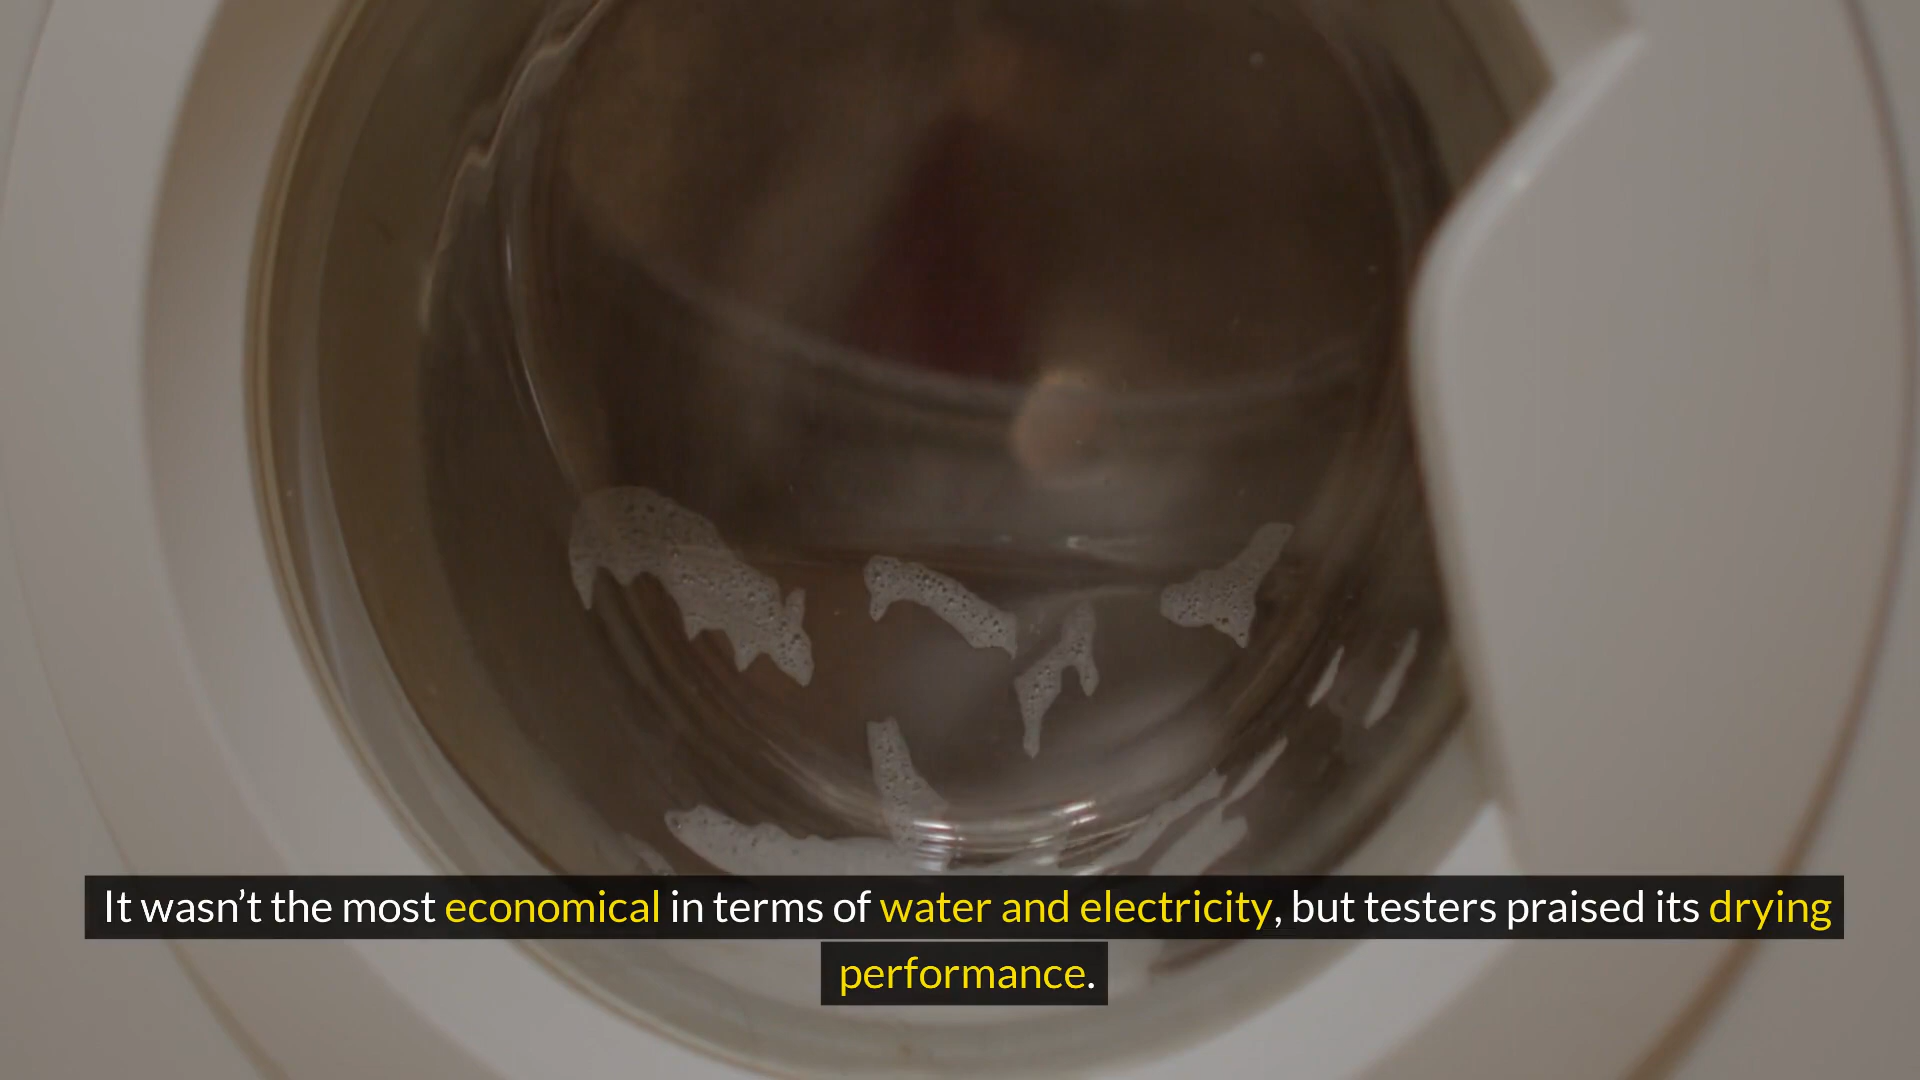 It wasn’t the most economical in terms of water and electricity, but testers praised its drying
performance.